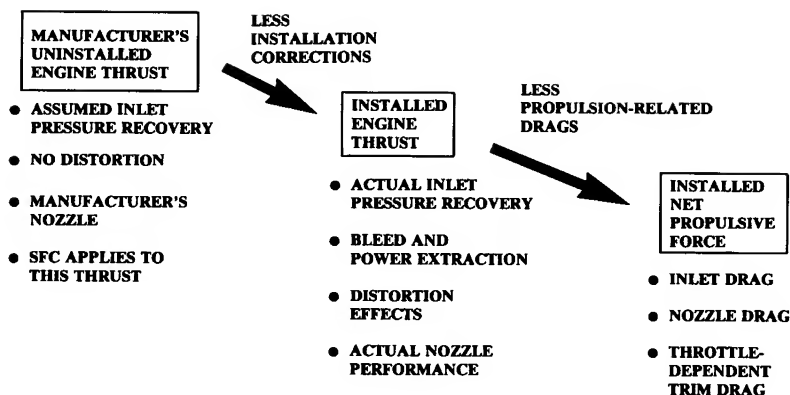 MANUFACTURER'S
UNINSTALLED
ENGINE THRUST
● ASSUMED INLET
PRESSURE RECOVERY
● NO DISTORTION
● MANUFACTURER'S
NOZZLE
● SFC APPLIES TO
THIS THRUST
LESS
INSTALLATION
CORRECTIONS
INSTALLED
ENGINE
THRUST
● ACTUAL INLET
PRESSURE RECOVERY
● BLEED AND
POWER EXTRACTION
● DISTORTION
EFFECTS
● ACTUAL NOZZLE
PERFORMANCE
LESS
PROPULSION-RELATED
DRAGS
INSTALLED
NET
PROPULSIVE
FORCE
● INLET DRAG
● NOZZLE DRAG
● THROTTLE-
DEPENDENT
TRIM DRAG